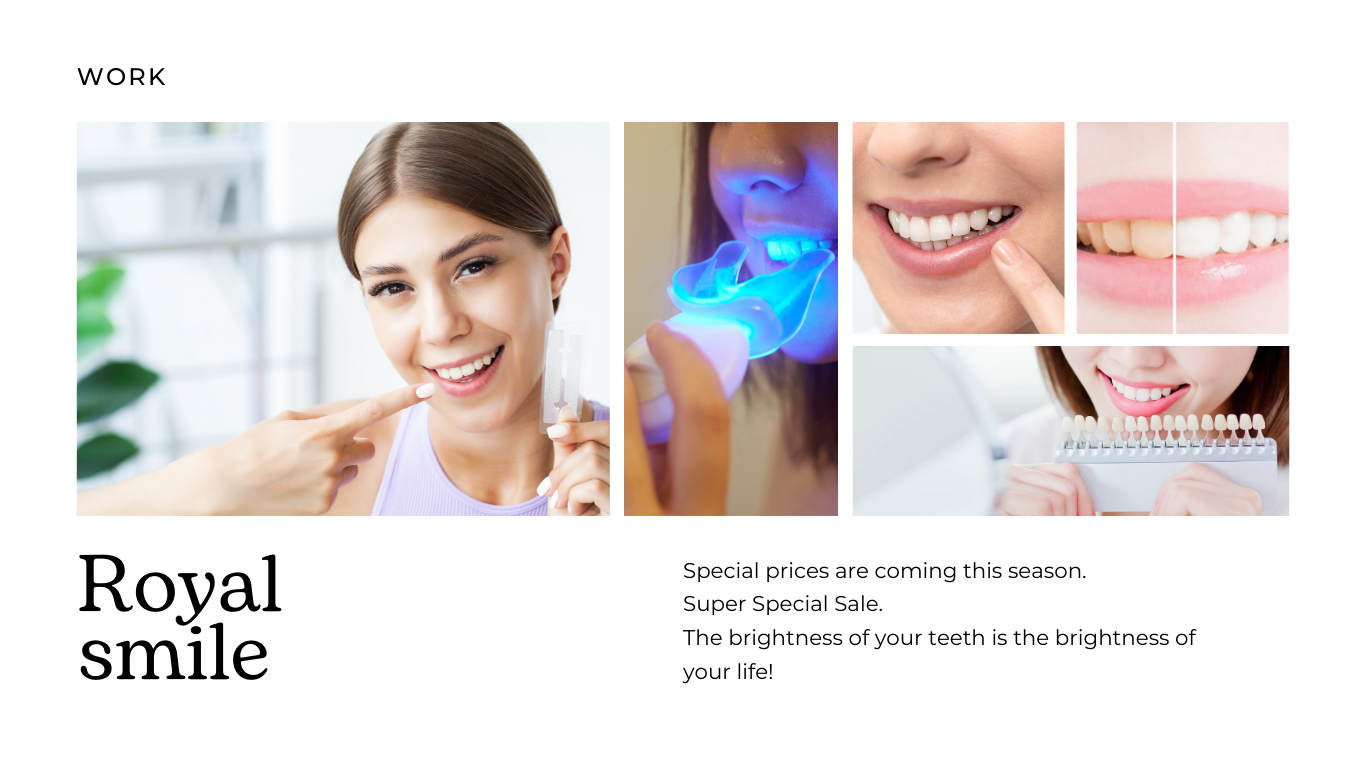 WORK
Royal
smile
Special prices are coming this season.
Super Special Sale.
The brightness of your teeth is the brightness of
your life!